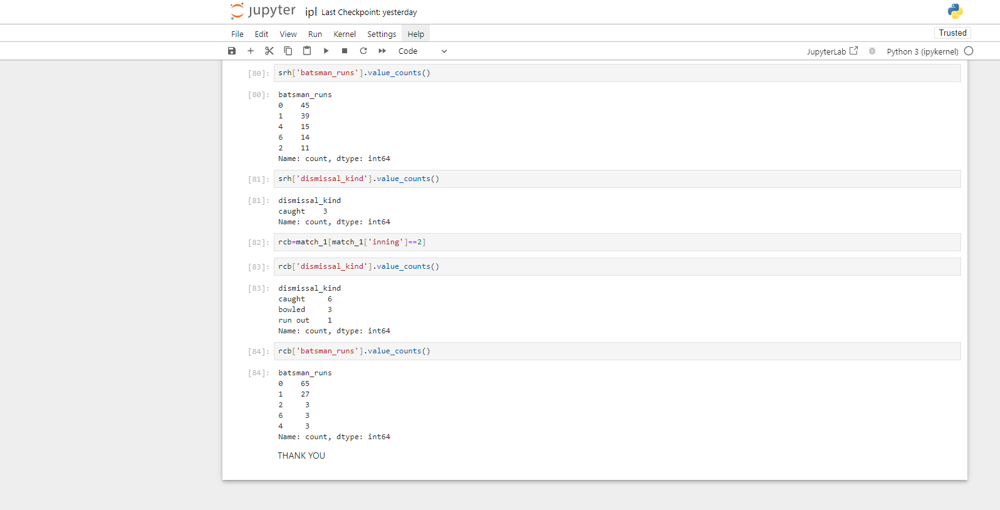 jupyter ipl Last Checkpoint: yesterday
File Edit View Run Kernel Settings Help
Trusted
Code
JupyterLab
Python 3 (ipykernel)
[80]: srh['batsman_runs'].value_counts()
[80]: batsman_runs
0    45
1    39
4    15
6    14
2    11
Name: count, dtype: int64
[81]: srh['dismissal_kind'].value_counts()
[81]: dismissal_kind
caught    3
Name: count, dtype: int64
[82]: rcb=match_1[match_1['inning']==2]
[83]: rcb['dismissal_kind'].value_counts()
[83]: dismissal_kind
caught     6
bowled     3
run out    1
Name: count, dtype: int64
[84]: rcb['batsman_runs'].value_counts()
[84]: batsman_runs
0    65
1    27
2     3
6     3
4     3
Name: count, dtype: int64
THANK YOU